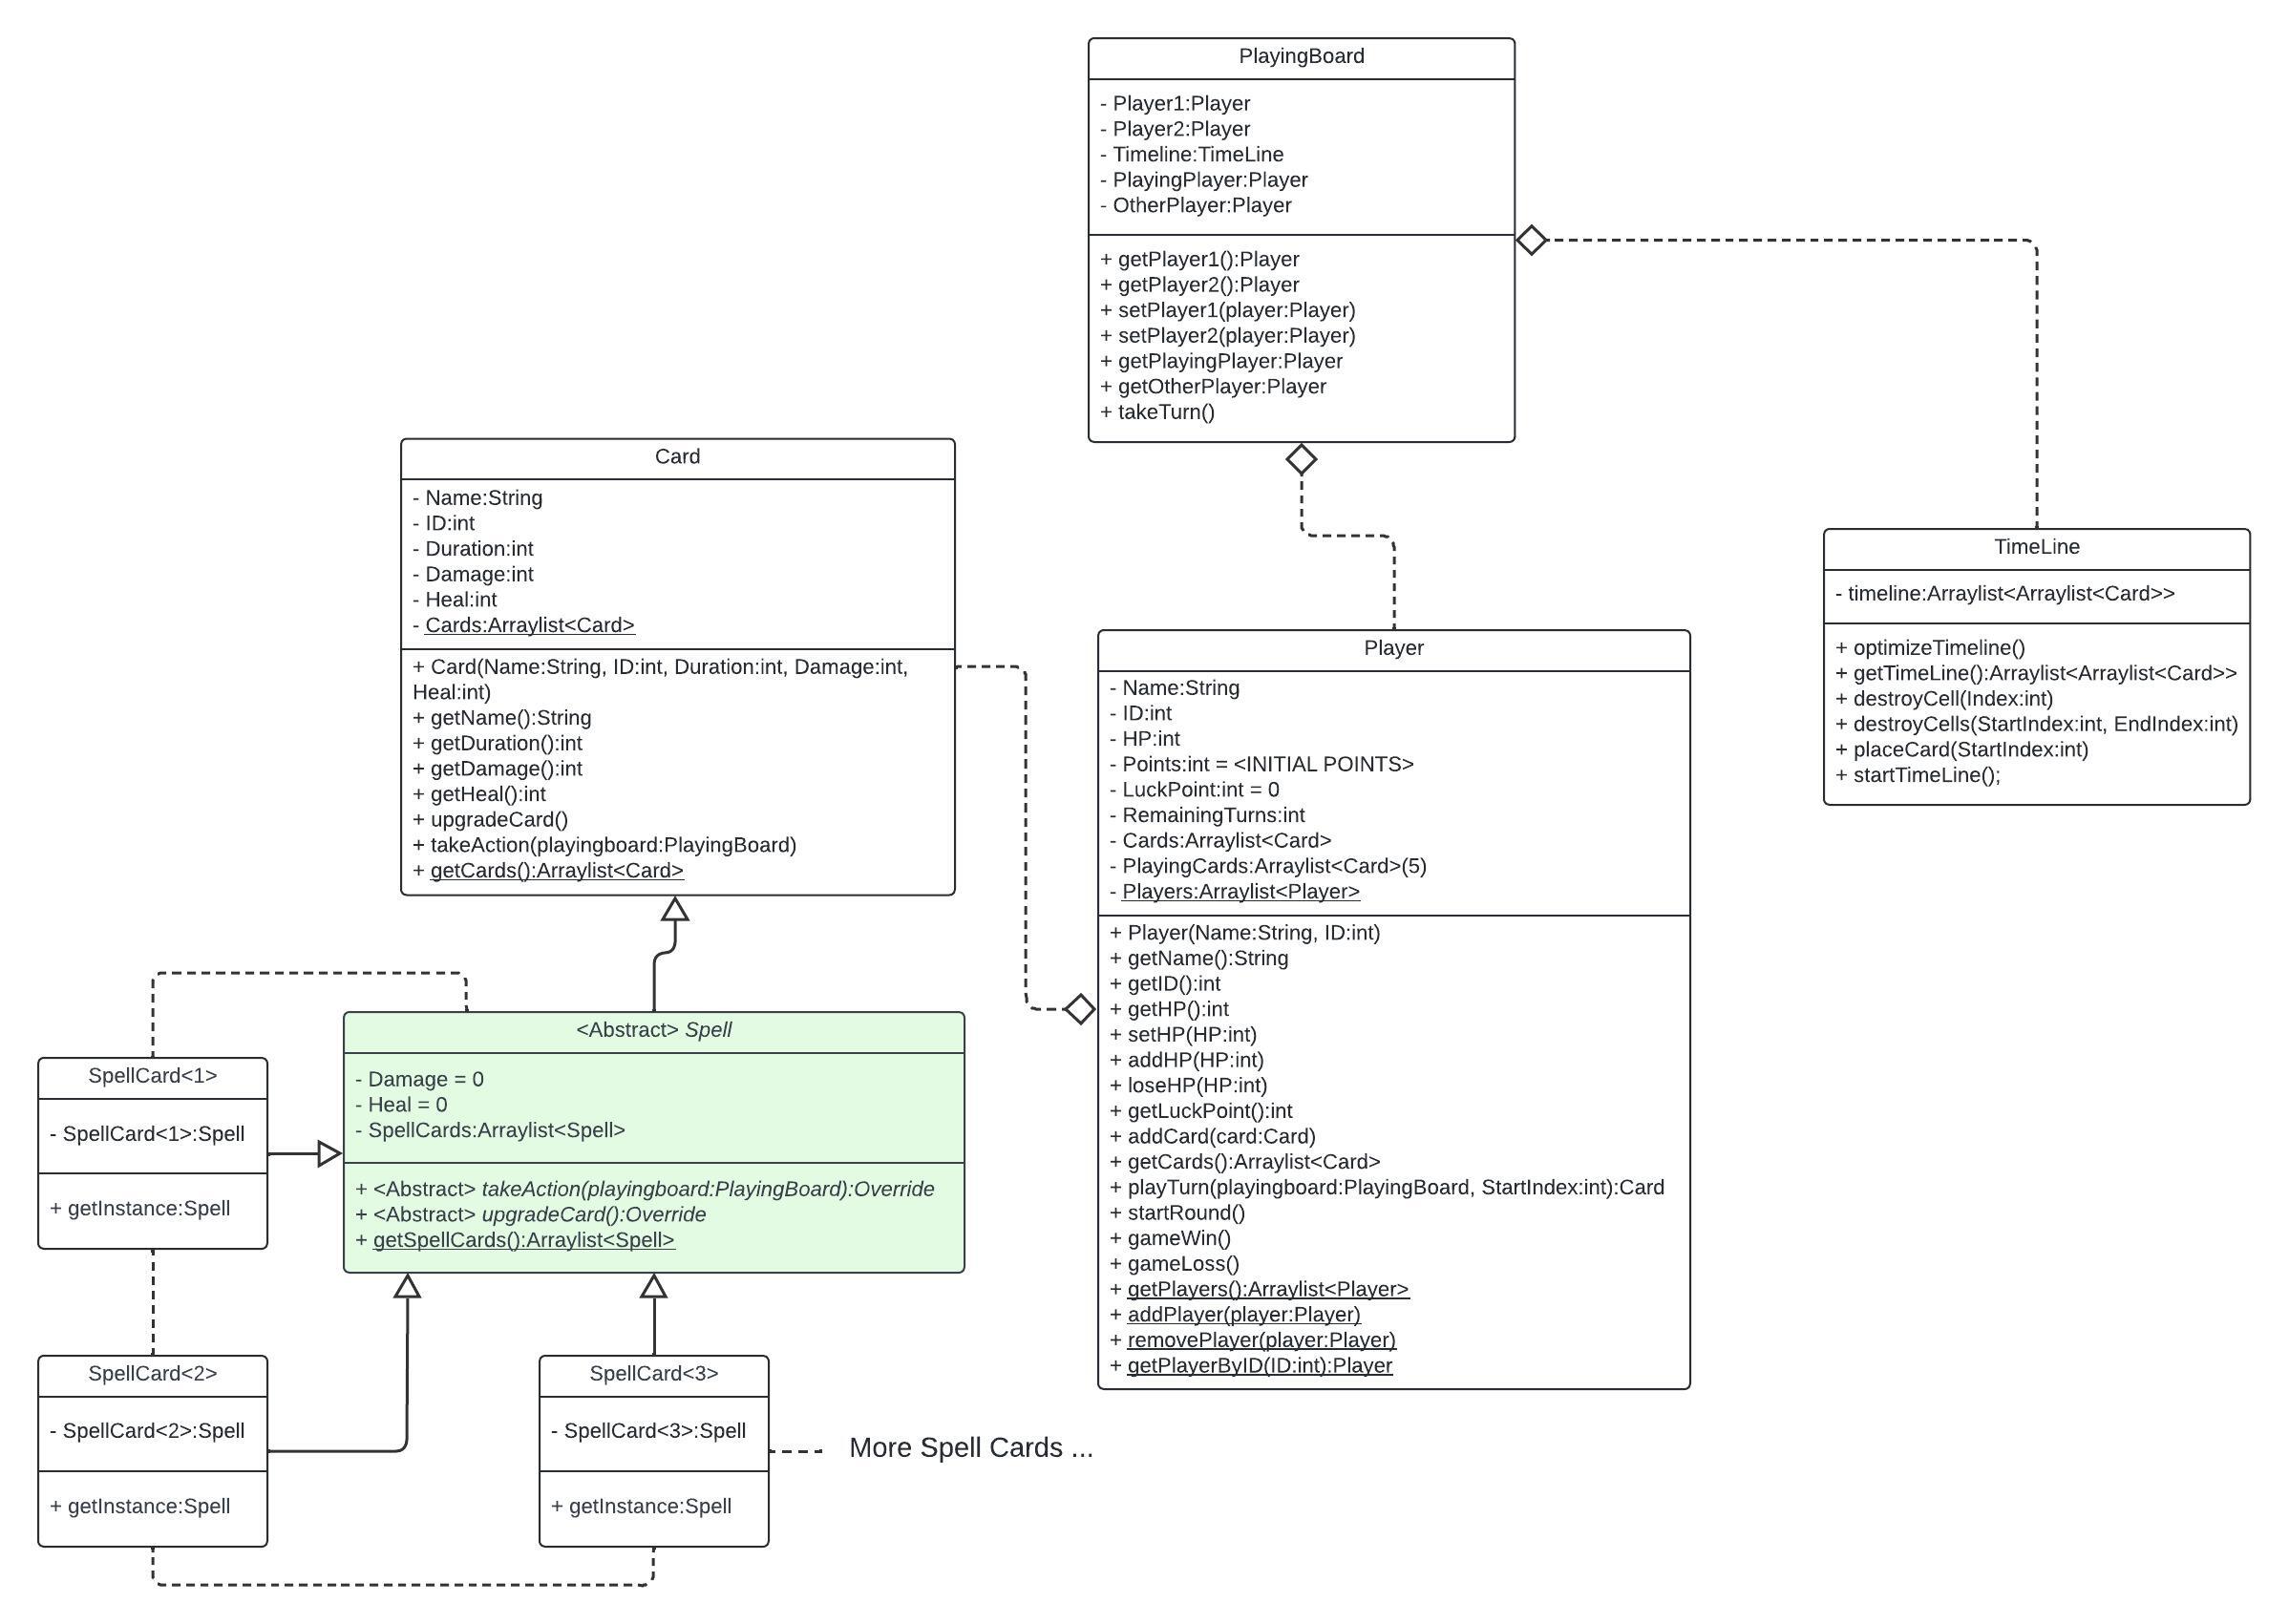 PlayingBoard
- Player1:Player
- Player2:Player
- Timeline:TimeLine
- PlayingPlayer:Player
- OtherPlayer:Player
+ getPlayer1():Player
+ getPlayer2():Player
+ setPlayer1(player:Player)
+ setPlayer2(player:Player)
+ getPlayingPlayer:Player
+ getOtherPlayer:Player
+ takeTurn()
Card
- Name:String
- ID:int
- Duration:int
- Damage:int
- Heal:int
- Cards:Arraylist<Card>
+ Card(Name:String, ID:int, Duration:int, Damage:int,
Heal:int)
+ getName():String
+ getDuration():int
+ getDamage():int
+ getHeal():int
+ upgradeCard()
+ takeAction(playingboard:PlayingBoard)
+ getCards():Arraylist<Card>
TimeLine
- timeline:Arraylist<Arraylist<Card>>
+ optimizeTimeline()
+ getTimeLine():Arraylist<Arraylist<Card>>
+ destroyCell(Index:int)
+ destroyCells(StartIndex:int, EndIndex:int)
+ placeCard(StartIndex:int)
+ startTimeLine();
Player
- Name:String
- ID:int
- HP:int
- Points:int = <INITIAL POINTS>
- LuckPoint:int = 0
- RemainingTurns:int
- Cards:Arraylist<Card>
- PlayingCards:Arraylist<Card>(5)
- Players:Arraylist<Player>
+ Player(Name:String, ID:int)
+ getName():String
+ getID():int
+ getHP():int
+ setHP(HP:int)
+ addHP(HP:int)
+ loseHP(HP:int)
+ getLuckPoint():int
+ addCard(card:Card)
+ getCards():Arraylist<Card>
+ playTurn(playingboard:PlayingBoard, StartIndex:int):Card
+ startRound()
+ gameWin()
+ gameLoss()
+ getPlayers():Arraylist<Player>
+ addPlayer(player:Player)
+ removePlayer(player:Player)
+ getPlayerByID(ID:int):Player
<Abstract> Spell
- Damage = 0
- Heal = 0
- SpellCards:Arraylist<Spell>
+ <Abstract> takeAction(playingboard:PlayingBoard):Override
+ <Abstract> upgradeCard():Override
+ getSpellCards():Arraylist<Spell>
SpellCard<1>
- SpellCard<1>:Spell
+ getInstance:Spell
SpellCard<2>
- SpellCard<2>:Spell
+ getInstance:Spell
SpellCard<3>
- SpellCard<3>:Spell
+ getInstance:Spell
More Spell Cards ...